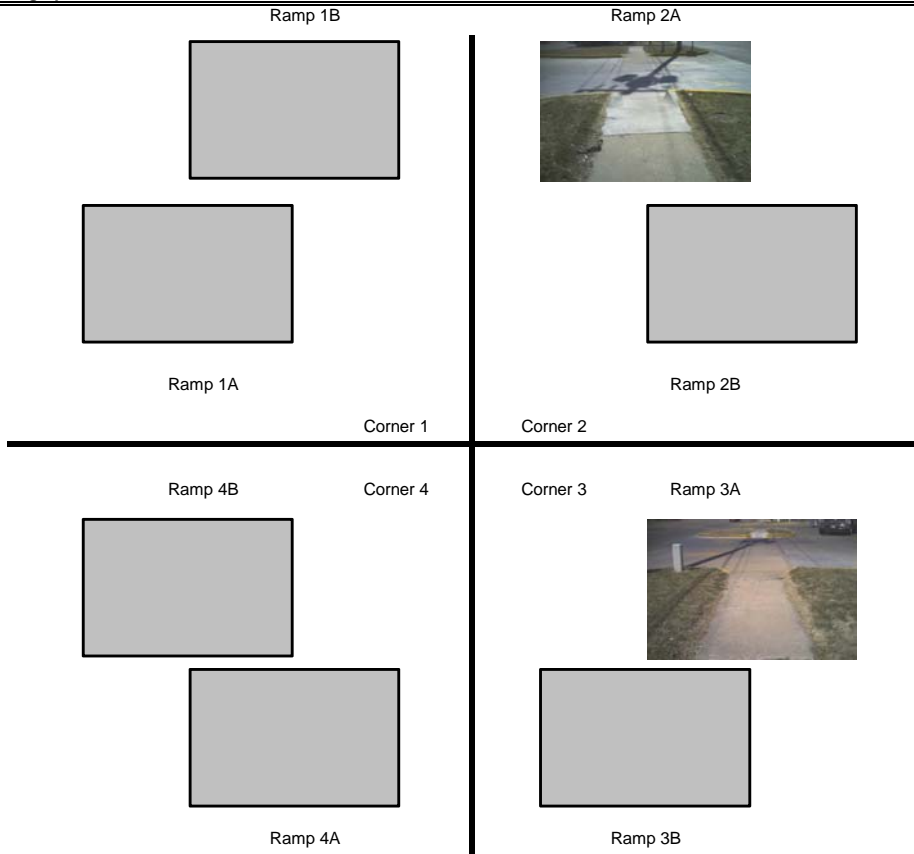 Ramp 1B
Ramp 2A
Ramp 1A
Ramp 2B
Corner 1
Corner 2
Ramp 4B
Corner 4
Corner 3
Ramp 3A
Ramp 4A
Ramp 3B